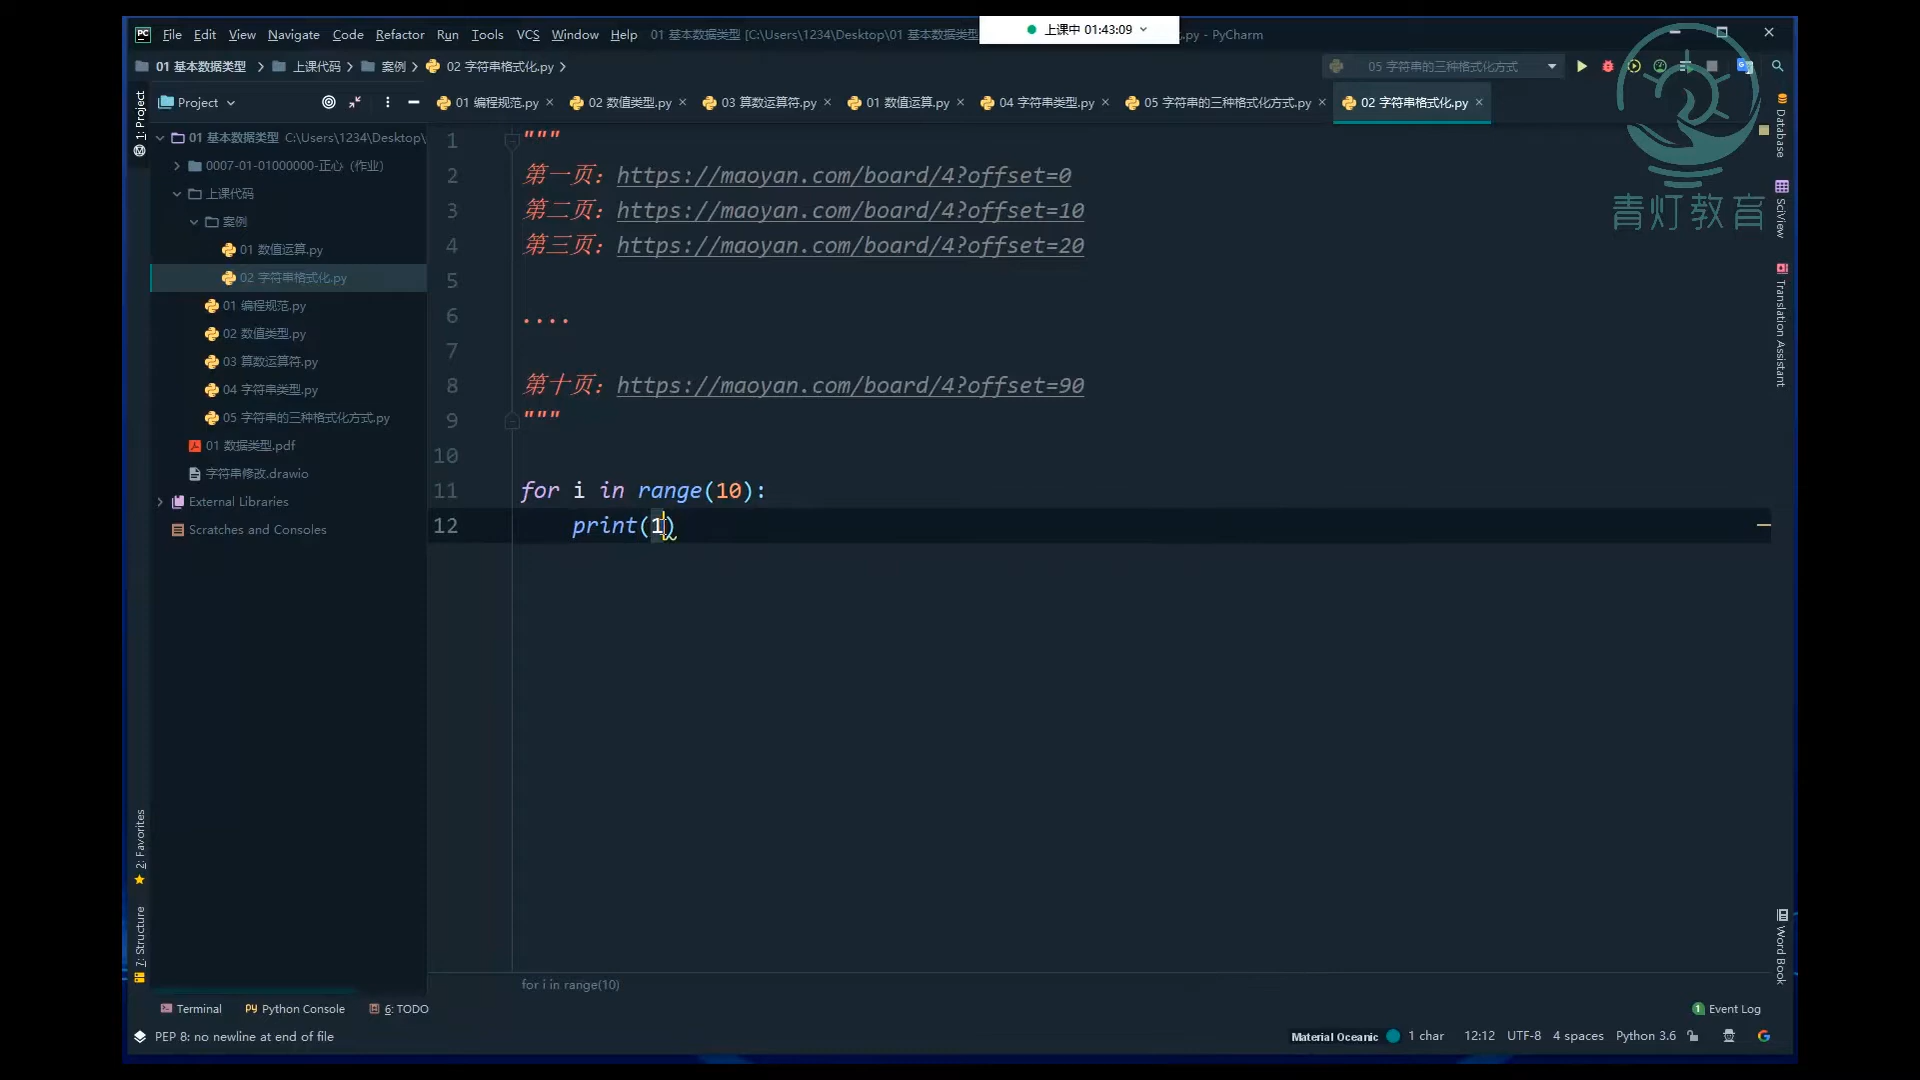 File Edit View Navigate Code Refactor Run Tools VCS Window Help 01 基本数据类型 [C:\Users\1234\Desktop\01 基本数据类型
上课中 01:43:09
.py - PyCharm
01 基本数据类型 上课代码 案例 02 字符串格式化.py
05 字符串的三种格式化方式
Project
01 编程规范.py 02 数值类型.py 03 算数运算符.py 01 数值运算.py 04 字符串类型.py 05 字符串的三种格式化方式.py 02 字符串格式化.py
1: Project
01 基本数据类型 C:\Users\1234\Desktop\
0007-01-01000000-正心（作业）
上课代码
案例
01 数值运算.py
02 字符串格式化.py
01 编程规范.py
02 数值类型.py
03 算数运算符.py
04 字符串类型.py
05 字符串的三种格式化方式.py
01 数据类型.pdf
字符串修改.drawio
External Libraries
Scratches and Consoles
1 """
2 第一页：https://maoyan.com/board/4?offset=0
3 第二页：https://maoyan.com/board/4?offset=10
4 第三页：https://maoyan.com/board/4?offset=20
5
6 ....
7
8 第十页：https://maoyan.com/board/4?offset=90
9 """
10
11 for i in range(10):
12 print(1)
青灯教育
Database
SciView
Translation Assistant
Word Book
2: Favorites
7: Structure
for i in range(10)
Terminal Python Console 6: TODO
1 Event Log
PEP 8: no newline at end of file
Material Oceanic 1 char 12:12 UTF-8 4 spaces Python 3.6